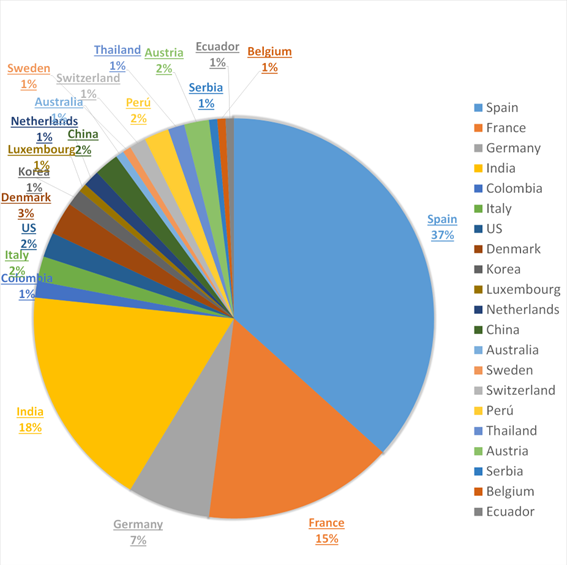 Ecuador
1%
Belgium
1%
Thailand
1%
Austria
2%
Sweden
1%
Switzerland
1%
Serbia
1%
Australia
1%
Perú
2%
Netherlands
1%
China
2%
Luxembourg
1%
Korea
1%
Denmark
3%
US
2%
Italy
2%
Colombia
1%
Spain
37%
India
18%
Germany
7%
France
15%
Spain
France
Germany
India
Colombia
Italy
US
Denmark
Korea
Luxembourg
Netherlands
China
Australia
Sweden
Switzerland
Perú
Thailand
Austria
Serbia
Belgium
Ecuador